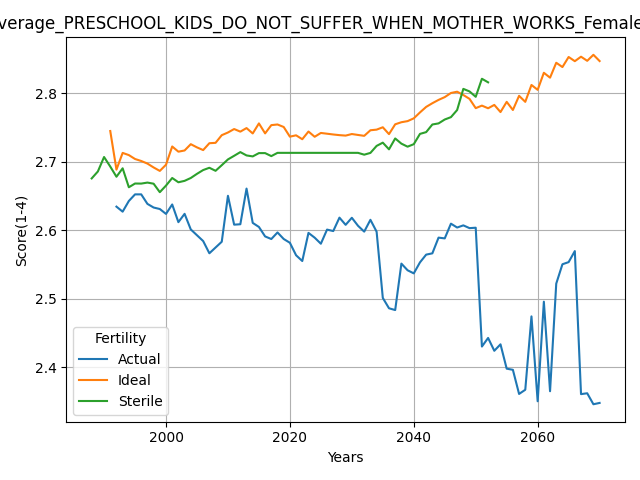 verage_PRESCHOOL_KIDS_DO_NOT_SUFFER_WHEN_MOTHER_WORKS_Female
Score(1-4)
2.8
2.7
2.6
2.5
2.4
Fertility
Actual
Ideal
Sterile
2000
2020
2040
2060
Years